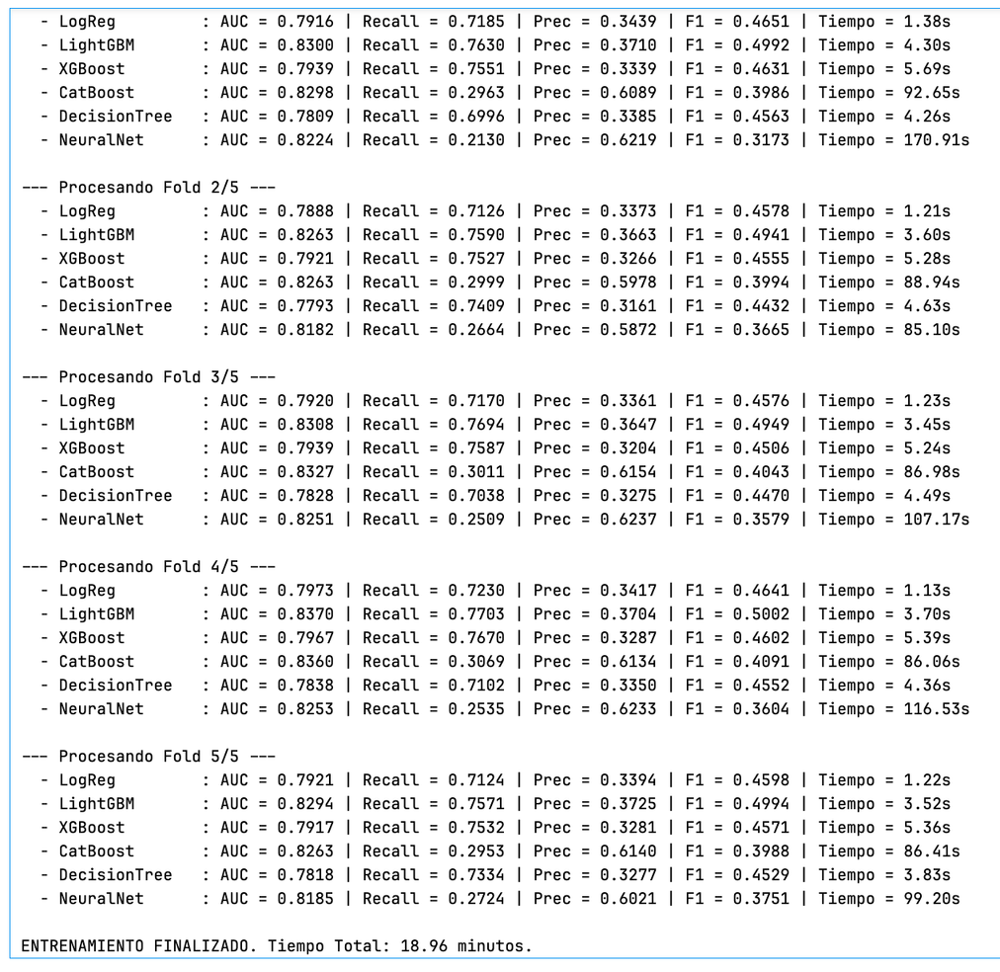 - LogReg : AUC = 0.7916 | Recall = 0.7185 | Prec = 0.3439 | F1 = 0.4651 | Tiempo = 1.38s
- LightGBM : AUC = 0.8300 | Recall = 0.7630 | Prec = 0.3710 | F1 = 0.4992 | Tiempo = 4.30s
- XGBoost : AUC = 0.7939 | Recall = 0.7551 | Prec = 0.3339 | F1 = 0.4631 | Tiempo = 5.69s
- CatBoost : AUC = 0.8298 | Recall = 0.2963 | Prec = 0.6089 | F1 = 0.3986 | Tiempo = 92.65s
- DecisionTree : AUC = 0.7809 | Recall = 0.6996 | Prec = 0.3385 | F1 = 0.4563 | Tiempo = 4.26s
- NeuralNet : AUC = 0.8224 | Recall = 0.2130 | Prec = 0.6219 | F1 = 0.3173 | Tiempo = 170.91s
--- Procesando Fold 2/5 ---
- LogReg : AUC = 0.7888 | Recall = 0.7126 | Prec = 0.3373 | F1 = 0.4578 | Tiempo = 1.21s
- LightGBM : AUC = 0.8263 | Recall = 0.7590 | Prec = 0.3663 | F1 = 0.4941 | Tiempo = 3.60s
- XGBoost : AUC = 0.7921 | Recall = 0.7527 | Prec = 0.3266 | F1 = 0.4555 | Tiempo = 5.28s
- CatBoost : AUC = 0.8263 | Recall = 0.2999 | Prec = 0.5978 | F1 = 0.3994 | Tiempo = 88.94s
- DecisionTree : AUC = 0.7793 | Recall = 0.7409 | Prec = 0.3161 | F1 = 0.4432 | Tiempo = 4.63s
- NeuralNet : AUC = 0.8182 | Recall = 0.2664 | Prec = 0.5872 | F1 = 0.3665 | Tiempo = 85.10s
--- Procesando Fold 3/5 ---
- LogReg : AUC = 0.7920 | Recall = 0.7170 | Prec = 0.3361 | F1 = 0.4576 | Tiempo = 1.23s
- LightGBM : AUC = 0.8308 | Recall = 0.7694 | Prec = 0.3647 | F1 = 0.4949 | Tiempo = 3.45s
- XGBoost : AUC = 0.7939 | Recall = 0.7587 | Prec = 0.3204 | F1 = 0.4506 | Tiempo = 5.24s
- CatBoost : AUC = 0.8327 | Recall = 0.3011 | Prec = 0.6154 | F1 = 0.4043 | Tiempo = 86.98s
- DecisionTree : AUC = 0.7828 | Recall = 0.7038 | Prec = 0.3275 | F1 = 0.4470 | Tiempo = 4.49s
- NeuralNet : AUC = 0.8251 | Recall = 0.2509 | Prec = 0.6237 | F1 = 0.3579 | Tiempo = 107.17s
--- Procesando Fold 4/5 ---
- LogReg : AUC = 0.7973 | Recall = 0.7230 | Prec = 0.3417 | F1 = 0.4641 | Tiempo = 1.13s
- LightGBM : AUC = 0.8370 | Recall = 0.7703 | Prec = 0.3704 | F1 = 0.5002 | Tiempo = 3.70s
- XGBoost : AUC = 0.7967 | Recall = 0.7670 | Prec = 0.3287 | F1 = 0.4602 | Tiempo = 5.39s
- CatBoost : AUC = 0.8360 | Recall = 0.3069 | Prec = 0.6134 | F1 = 0.4091 | Tiempo = 86.06s
- DecisionTree : AUC = 0.7838 | Recall = 0.7102 | Prec = 0.3350 | F1 = 0.4552 | Tiempo = 4.36s
- NeuralNet : AUC = 0.8253 | Recall = 0.2535 | Prec = 0.6233 | F1 = 0.3604 | Tiempo = 116.53s
--- Procesando Fold 5/5 ---
- LogReg : AUC = 0.7921 | Recall = 0.7124 | Prec = 0.3394 | F1 = 0.4598 | Tiempo = 1.22s
- LightGBM : AUC = 0.8294 | Recall = 0.7571 | Prec = 0.3725 | F1 = 0.4994 | Tiempo = 3.52s
- XGBoost : AUC = 0.7917 | Recall = 0.7532 | Prec = 0.3281 | F1 = 0.4571 | Tiempo = 5.36s
- CatBoost : AUC = 0.8263 | Recall = 0.2953 | Prec = 0.6140 | F1 = 0.3988 | Tiempo = 86.41s
- DecisionTree : AUC = 0.7818 | Recall = 0.7334 | Prec = 0.3277 | F1 = 0.4529 | Tiempo = 3.83s
- NeuralNet : AUC = 0.8185 | Recall = 0.2724 | Prec = 0.6021 | F1 = 0.3751 | Tiempo = 99.20s
ENTRENAMIENTO FINALIZADO. Tiempo Total: 18.96 minutos.